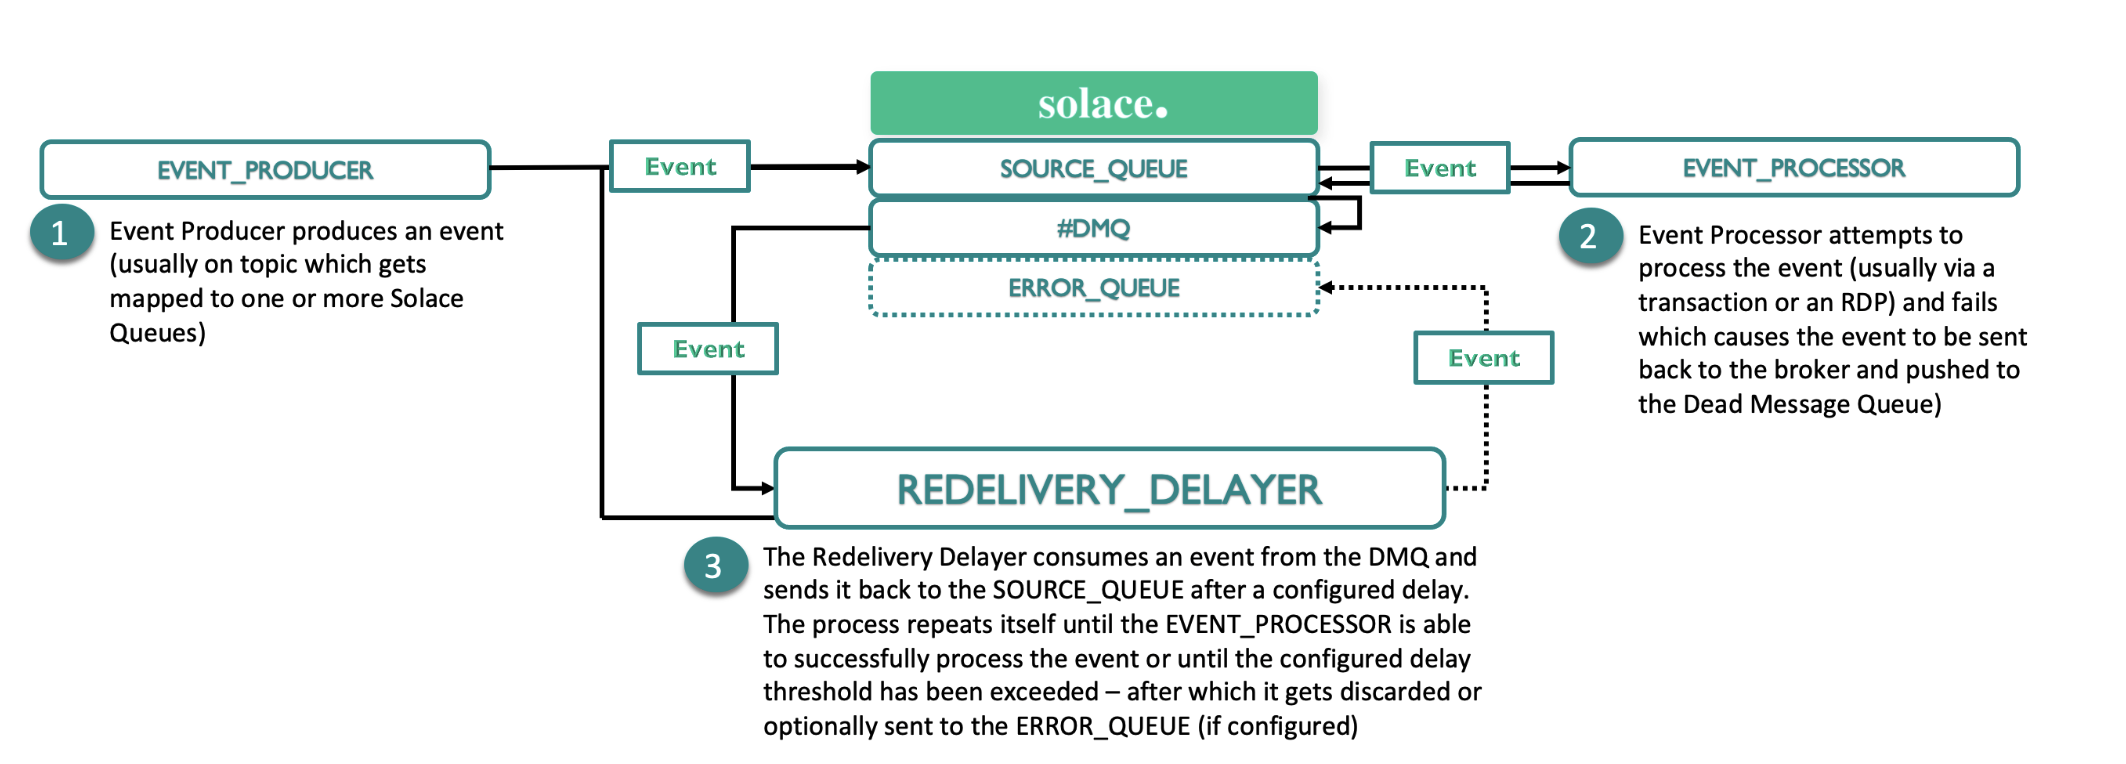 solace.
EVENT_PRODUCER
Event
SOURCE_QUEUE
Event
EVENT_PROCESSOR
#DMQ
ERROR_QUEUE
1
Event Producer produces an event
(usually on topic which gets
mapped to one or more Solace
Queues)
2
Event Processor attempts to
process the event (usually via a
transaction or an RDP) and fails
which causes the event to be sent
back to the broker and pushed to
the Dead Message Queue)
Event
Event
REDELIVERY_DELAYER
3
The Redelivery Delayer consumes an event from the DMQ and
sends it back to the SOURCE_QUEUE after a configured delay.
The process repeats itself until the EVENT_PROCESSOR is able
to successfully process the event or until the configured delay
threshold has been exceeded – after which it gets discarded or
optionally sent to the ERROR_QUEUE (if configured)